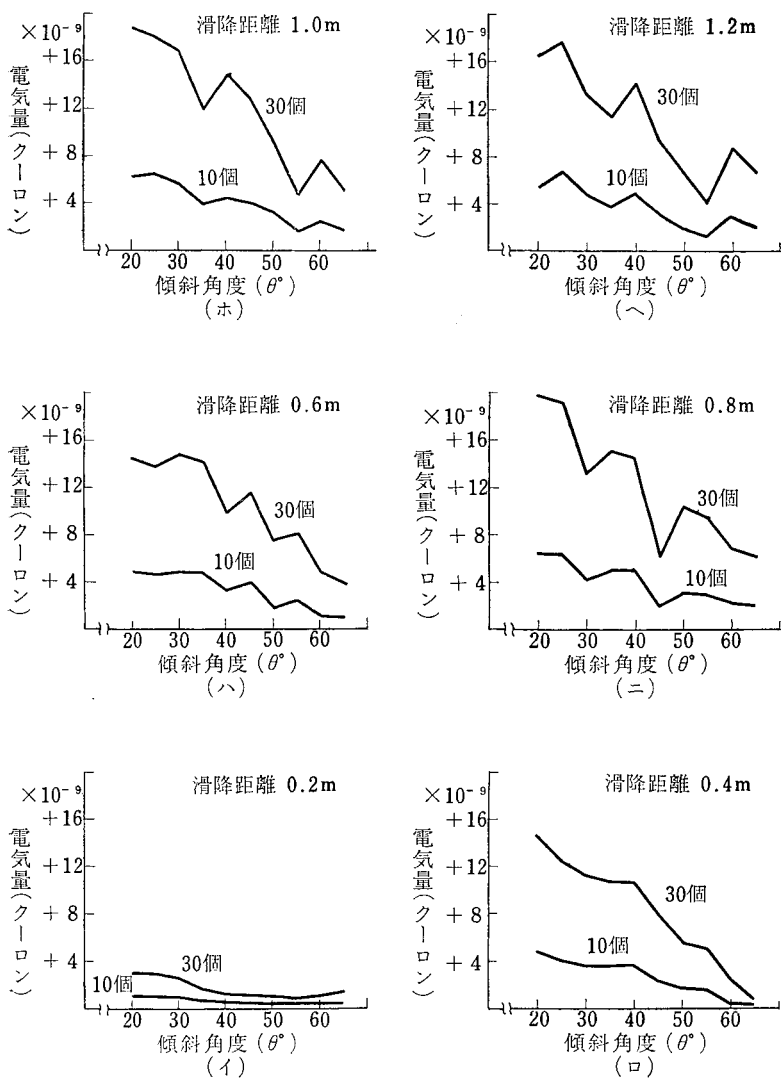 滑降距離 1.0m
×10⁻⁹
+16
+12
+8
+4
電気量(クーロン)
30個
10個
20 30 40 50 60
傾斜角度(θ°)
(ホ)
滑降距離 1.2m
×10⁻⁹
+16
+12
+8
+4
電気量(クーロン)
30個
10個
20 30 40 50 60
傾斜角度(θ°)
(ヘ)
滑降距離 0.6m
×10⁻⁹
+16
+12
+8
+4
電気量(クーロン)
30個
10個
20 30 40 50 60
傾斜角度(θ°)
(ハ)
滑降距離 0.8m
×10⁻⁹
+16
+12
+8
+4
電気量(クーロン)
30個
10個
20 30 40 50 60
傾斜角度(θ°)
(ニ)
滑降距離 0.2m
×10⁻⁹
+16
+12
+8
+4
電気量(クーロン)
30個
10個
20 30 40 50 60
傾斜角度(θ°)
(イ)
滑降距離 0.4m
×10⁻⁹
+16
+12
+8
+4
電気量(クーロン)
30個
10個
20 30 40 50 60
傾斜角度(θ°)
(ロ)